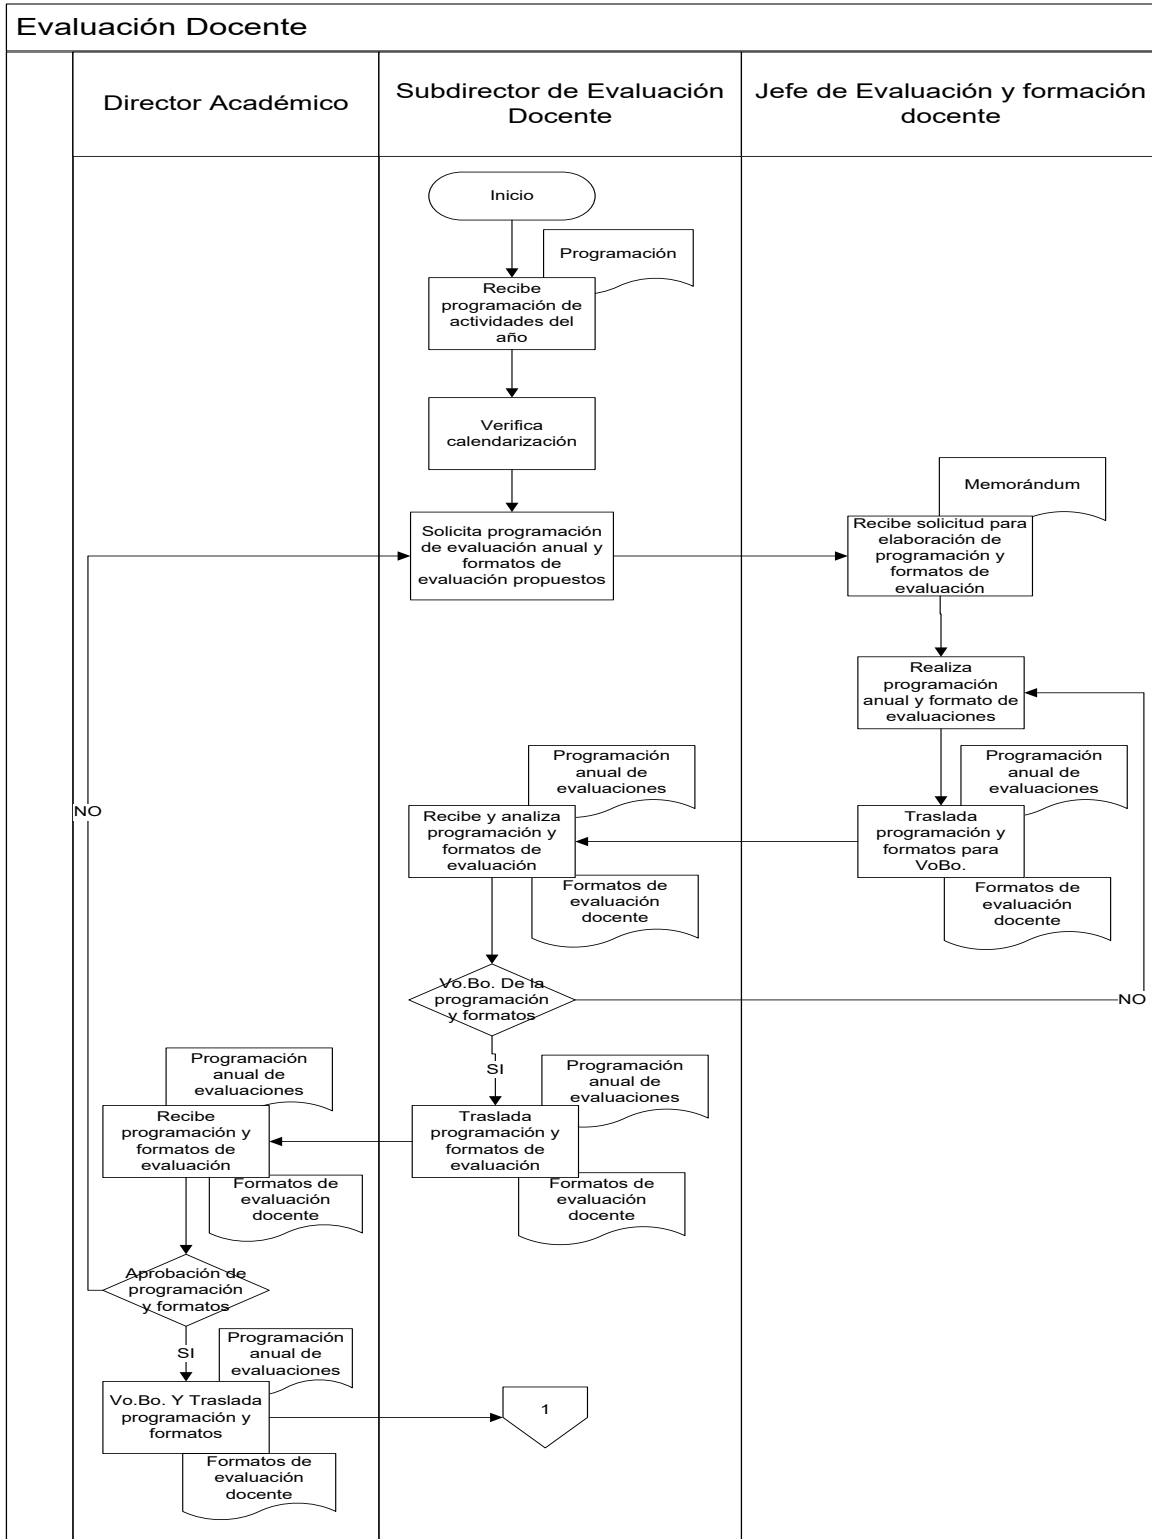 Evaluación Docente
Director Académico
Subdirector de Evaluación
Docente
Jefe de Evaluación y formación
docente
Inicio
Programación
Recibe
programación de
actividades del
año
Verifica
calendarización
Memorándum
Solicita programación
de evaluación anual y
formatos de
evaluación propuestos
Recibe solicitud para
elaboración de
programación y
formatos de
evaluación
Realiza
programación
anual y formato de
evaluaciones
Programación
anual de
evaluaciones
Programación
anual de
evaluaciones
NO
Recibe y analiza
programación y
formatos de
evaluación
Traslada
programación y
formatos para
VoBo.
Formatos de
evaluación
docente
Formatos de
evaluación
docente
Vo.Bo. De la
programación
y formatos
NO
SI
Programación
anual de
evaluaciones
Programación
anual de
evaluaciones
Recibe
programación y
formatos de
evaluación
Traslada
programación y
formatos de
evaluación
Formatos de
evaluación
docente
Formatos de
evaluación
docente
Aprobación de
programación
y formatos
SI
Programación
anual de
evaluaciones
Vo.Bo. Y Traslada
programación y
formatos
1
Formatos de
evaluación
docente